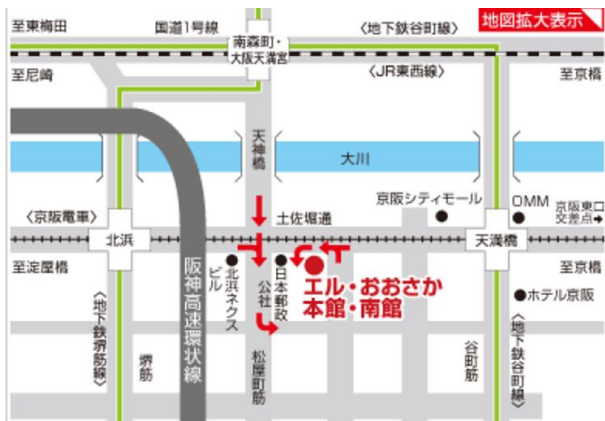 地図拡大表示
至東梅田
国道1号線
〈地下鉄谷町線〉
南森町・
大阪天満宮
至尼崎
〈JR東西線〉
至京橋
天神橋
大川
京阪シティモール
OMM
京阪東口
交差点→
〈京阪電車〉
土佐堀通
北浜
天満橋
至淀屋橋
至京橋
阪神高速環状線
北浜ネクス
ビル
公社
日本郵政
エル・おおさか
本館・南館
ホテル京阪
〈地下鉄堺筋線〉
堺筋
松屋町筋
谷町筋
〈地下鉄谷町線〉